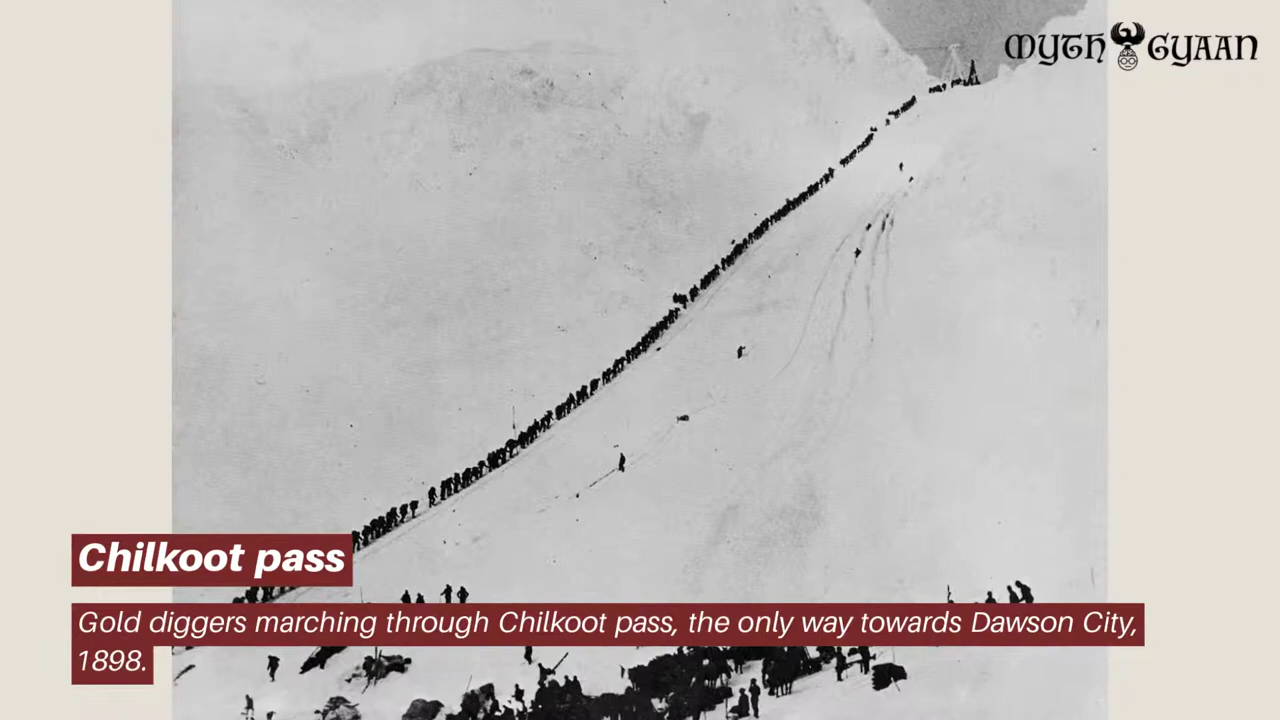 MYTH GYAAN
Chilkoot pass
Gold diggers marching through Chilkoot pass, the only way towards Dawson City,
1898.